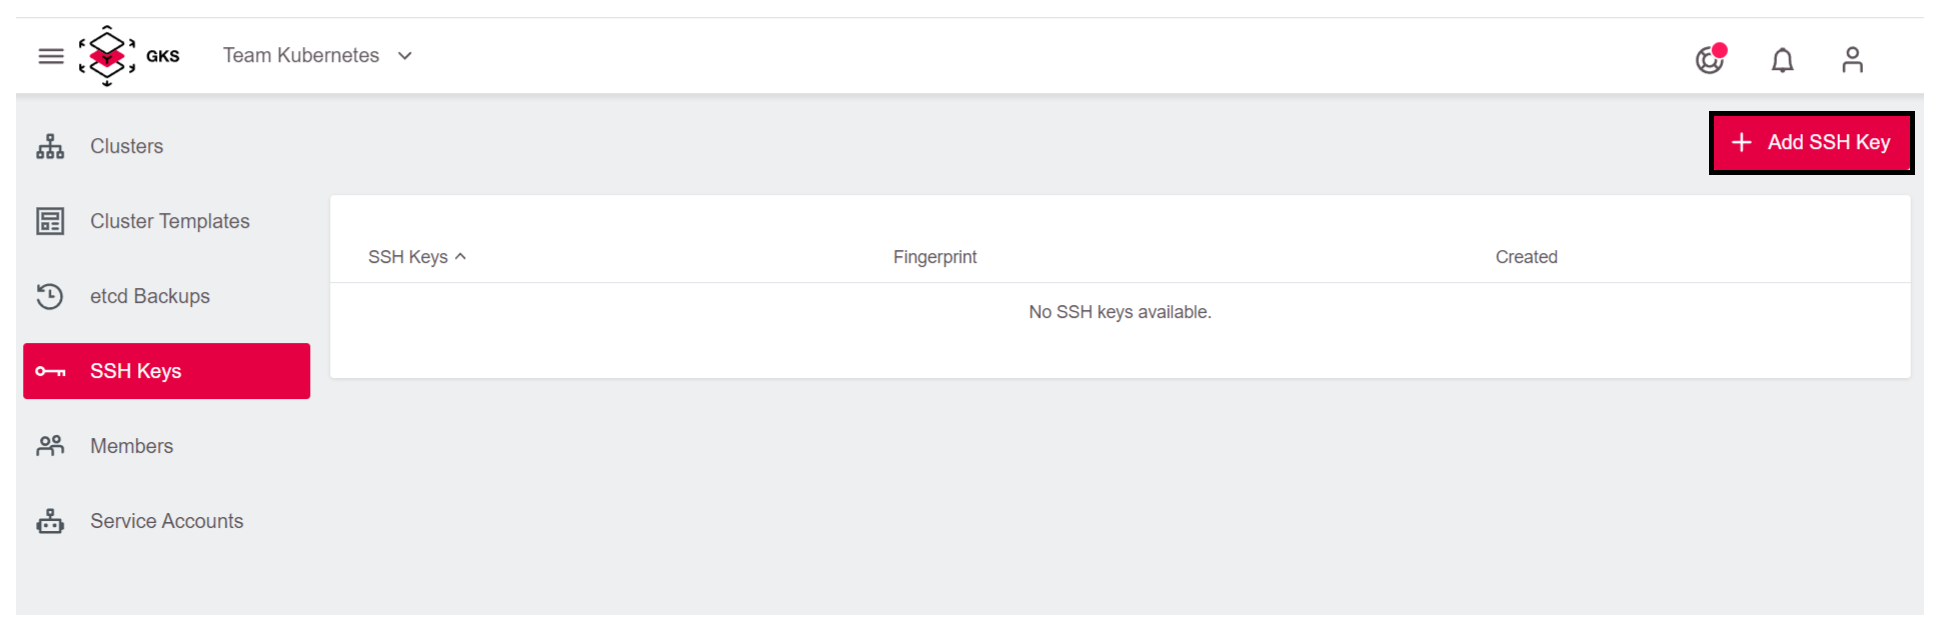 GKS
Team Kubernetes
Clusters
Add SSH Key
Cluster Templates
SSH Keys
Fingerprint
Created
etcd Backups
No SSH keys available.
SSH Keys
Members
Service Accounts